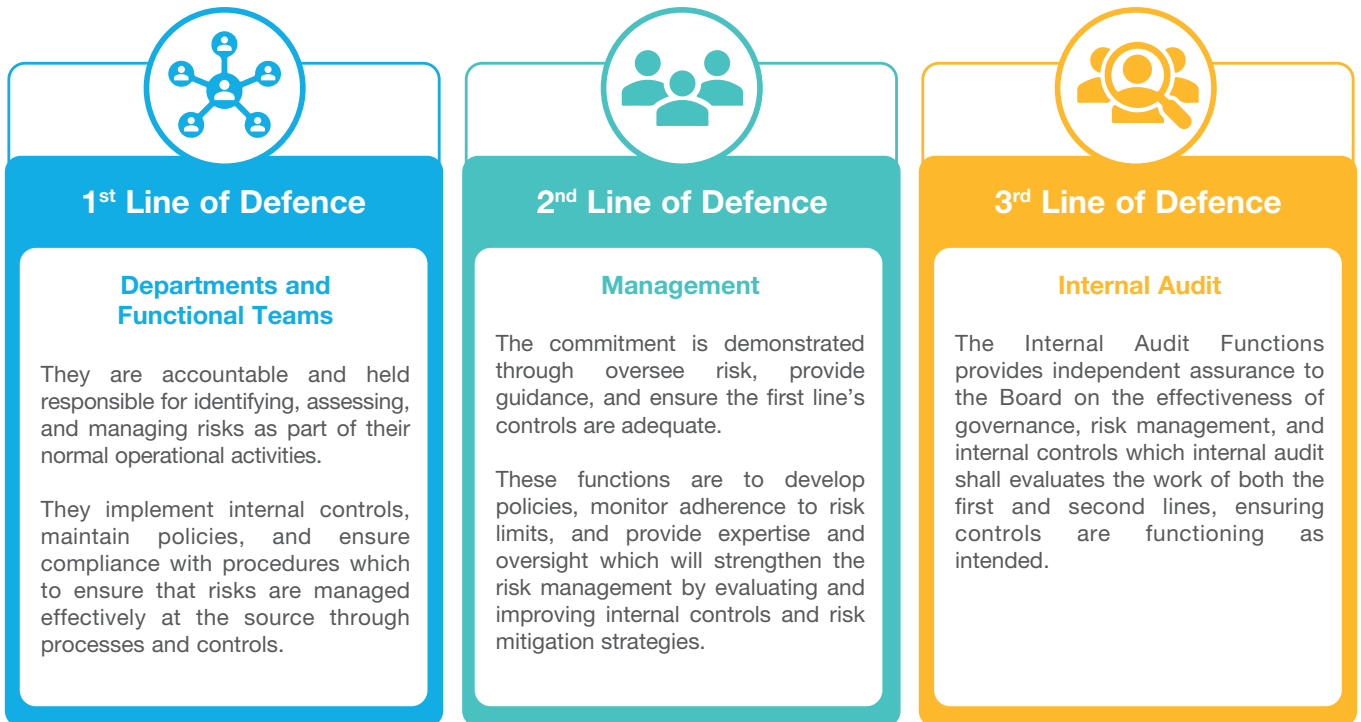 1st Line of Defence
Departments and
Functional Teams
They are accountable and held
responsible for identifying, assessing,
and managing risks as part of their
normal operational activities.
They implement internal controls,
maintain policies, and ensure
compliance with procedures which
to ensure that risks are managed
effectively at the source through
processes and controls.
2nd Line of Defence
Management
The commitment is demonstrated
through oversee risk, provide
guidance, and ensure the first line’s
controls are adequate.
These functions are to develop
policies, monitor adherence to risk
limits, and provide expertise and
oversight which will strengthen the
risk management by evaluating and
improving internal controls and risk
mitigation strategies.
3rd Line of Defence
Internal Audit
The Internal Audit Functions
provides independent assurance to
the Board on the effectiveness of
governance, risk management, and
internal controls which internal audit
shall evaluates the work of both the
first and second lines, ensuring
controls are functioning as
intended.